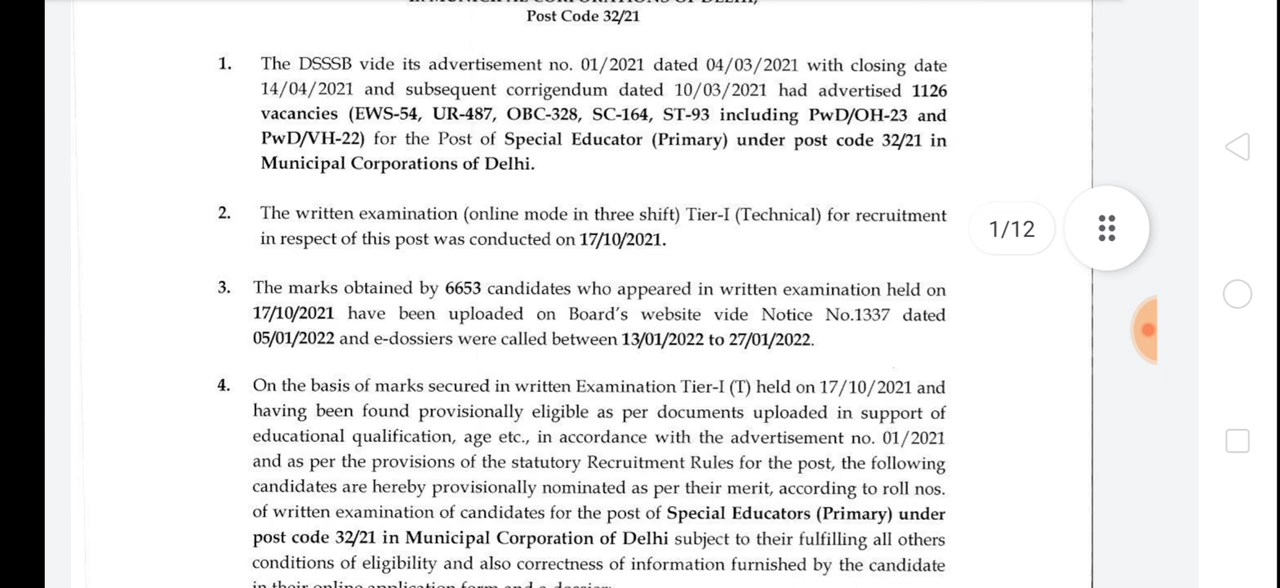 Post Code 32/21
1. The DSSSB vide its advertisement no. 01/2021 dated 04/03/2021 with closing date
14/04/2021 and subsequent corrigendum dated 10/03/2021 had advertised 1126
vacancies (EWS-54, UR-487, OBC-328, SC-164, ST-93 including PwD/OH-23 and
PwD/VH-22) for the Post of Special Educator (Primary) under post code 32/21 in
Municipal Corporations of Delhi.
2. The written examination (online mode in three shift) Tier-I (Technical) for recruitment
in respect of this post was conducted on 17/10/2021.
1/12
3. The marks obtained by 6653 candidates who appeared in written examination held on
17/10/2021 have been uploaded on Board's website vide Notice No.1337 dated
05/01/2022 and e-dossiers were called between 13/01/2022 to 27/01/2022.
4. On the basis of marks secured in written Examination Tier-I (T) held on 17/10/2021 and
having been found provisionally eligible as per documents uploaded in support of
educational qualification, age etc., in accordance with the advertisement no. 01/2021
and as per the provisions of the statutory Recruitment Rules for the post, the following
candidates are hereby provisionally nominated as per their merit, according to roll nos.
of written examination of candidates for the post of Special Educators (Primary) under
post code 32/21 in Municipal Corporation of Delhi subject to their fulfilling all others
conditions of eligibility and also correctness of information furnished by the candidate